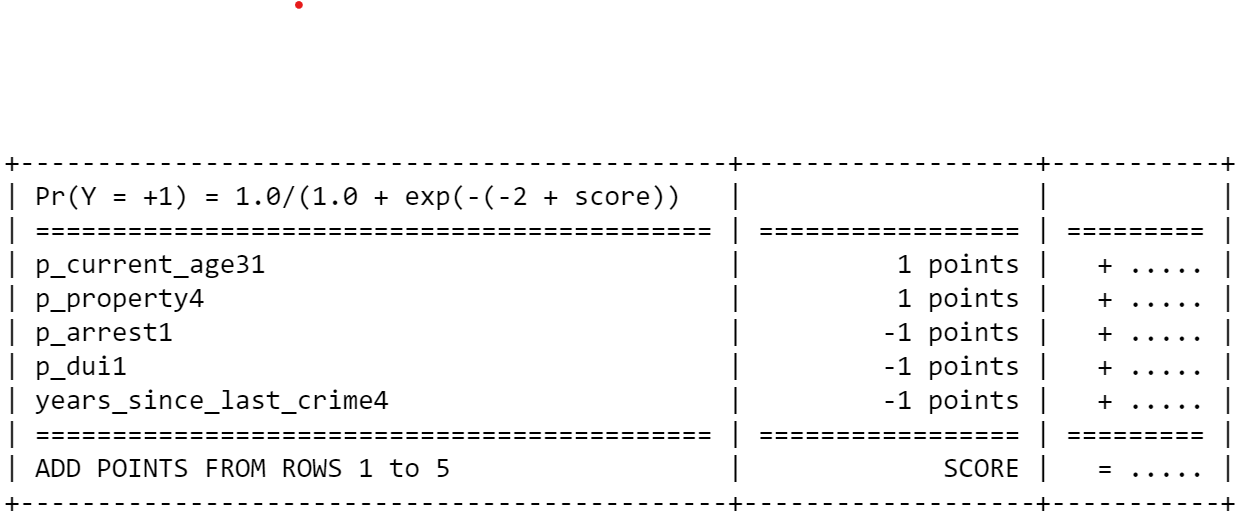 +----------------------------------------------+-------------------+-----------+
| Pr(Y = +1) = 1.0/(1.0 + exp(-(-2 + score)) | | |
| ============================================ | ================= | ========= |
| p_current_age31 | 1 points | + ..... |
| p_property4 | 1 points | + ..... |
| p_arrest1 | -1 points | + ..... |
| p_dui1 | -1 points | + ..... |
| years_since_last_crime4 | -1 points | + ..... |
| ============================================ | ================= | ========= |
| ADD POINTS FROM ROWS 1 to 5 | SCORE | = ..... |
+----------------------------------------------+-------------------+-----------+